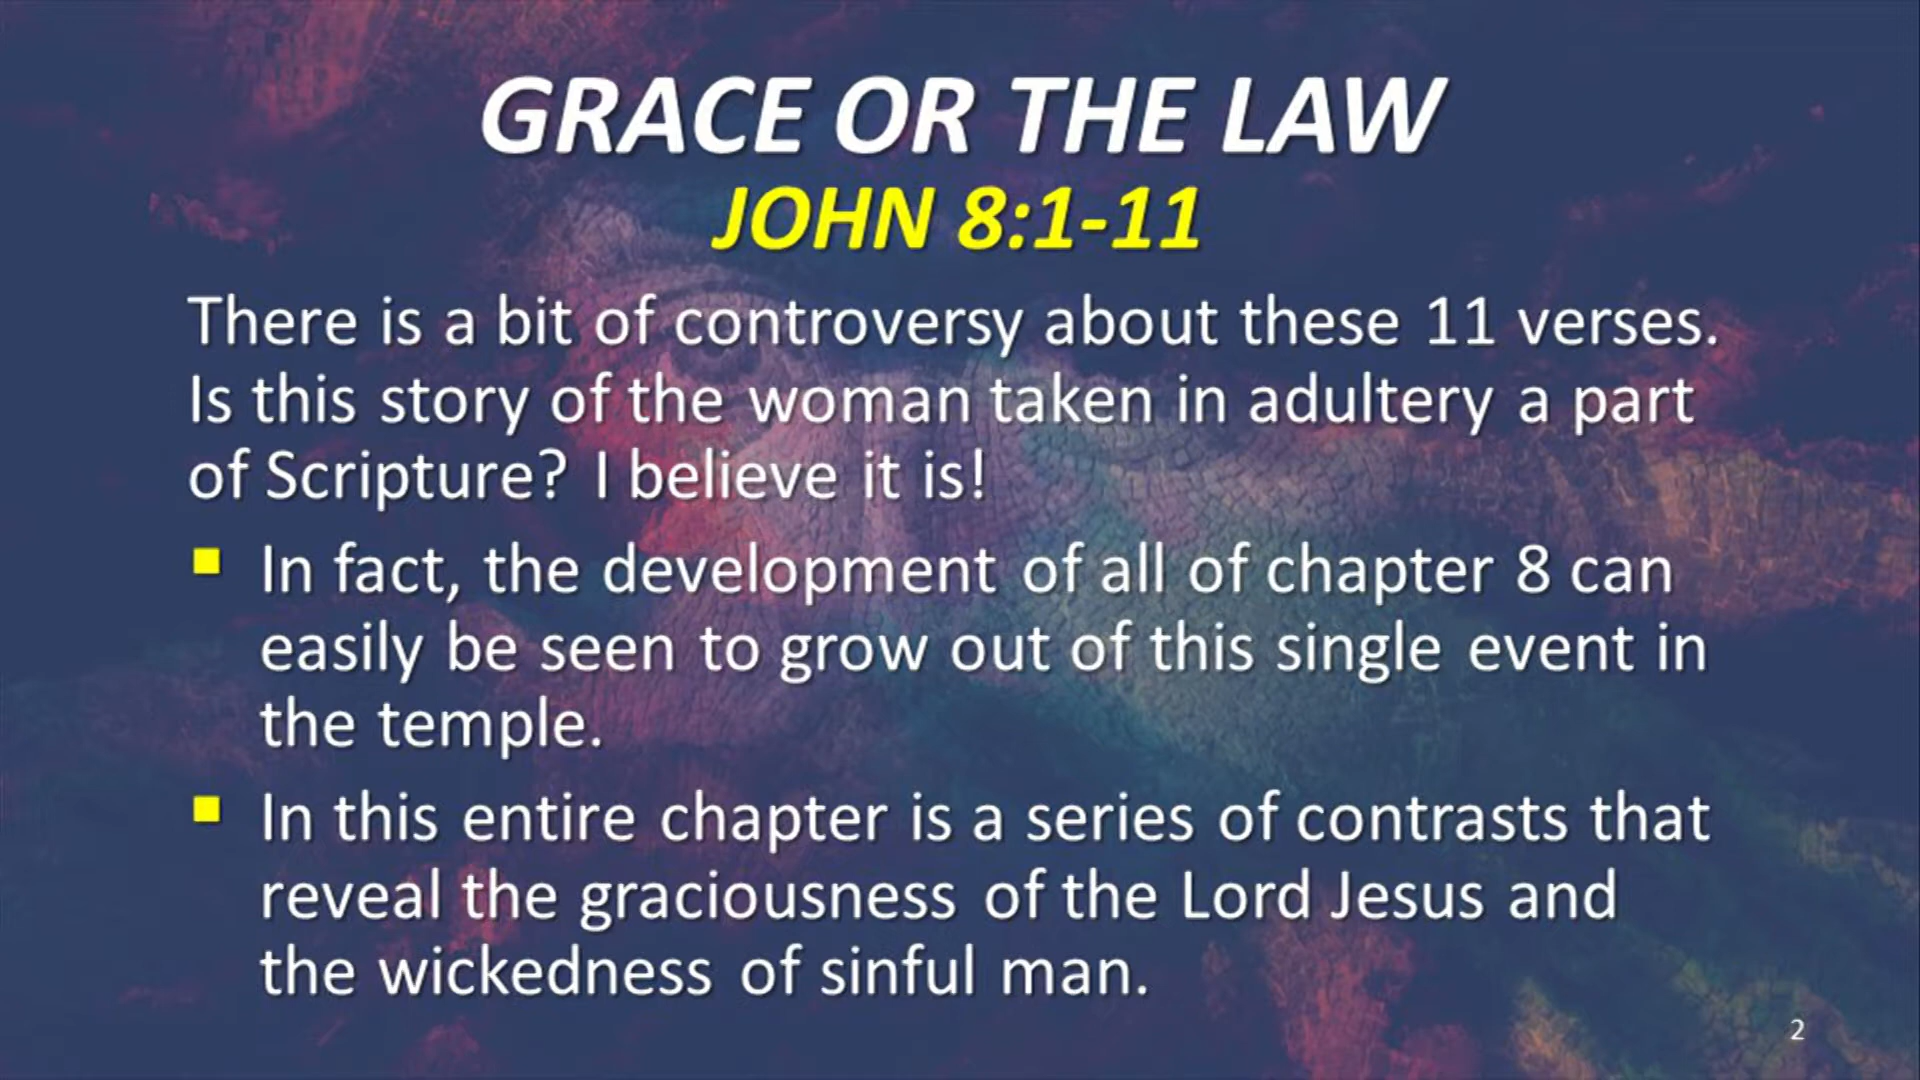 GRACE OR THE LAW
JOHN 8:1-11
There is a bit of controversy about these 11 verses.
Is this story of the woman taken in adultery a part
of Scripture? I believe it is!
In fact, the development of all of chapter 8 can
easily be seen to grow out of this single event in
the temple.
In this entire chapter is a series of contrasts that
reveal the graciousness of the Lord Jesus and
the wickedness of sinful man.
2